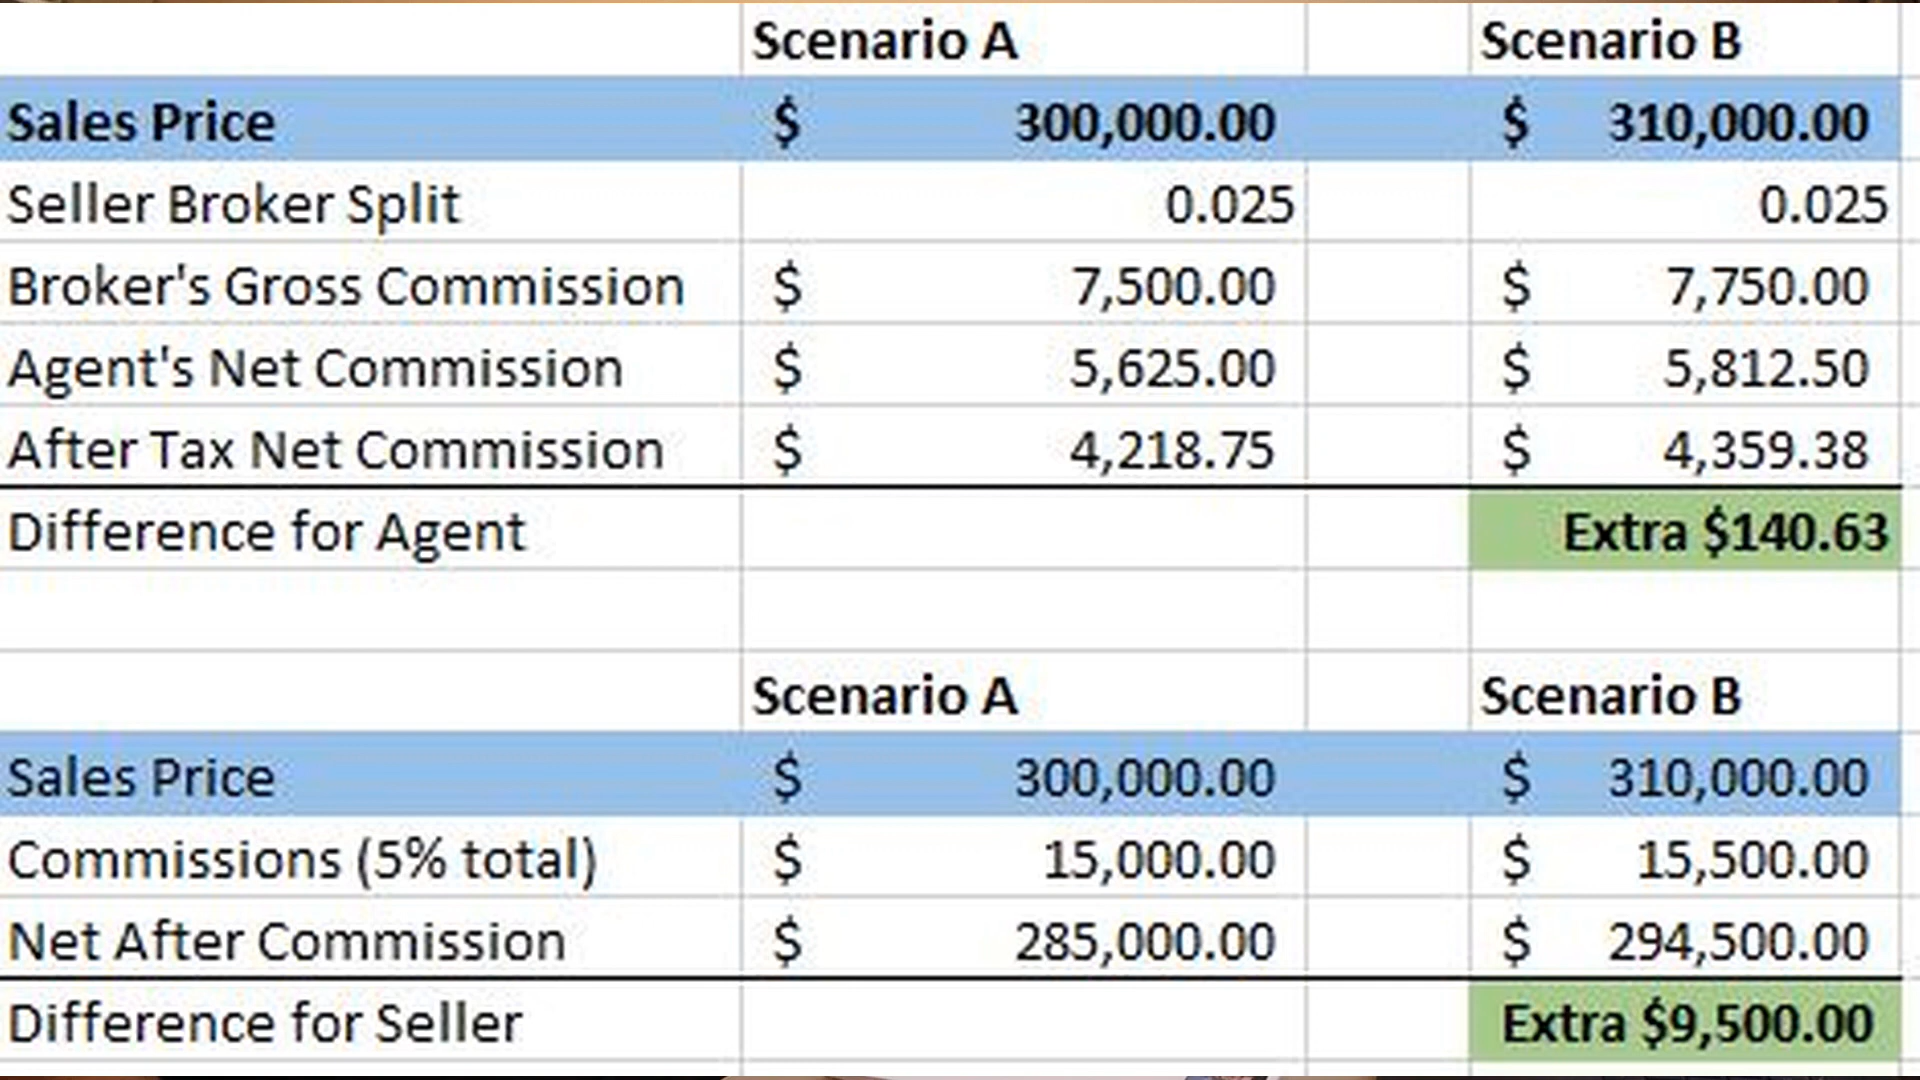 Scenario A Scenario B
Sales Price $ 300,000.00 $ 310,000.00
Seller Broker Split 0.025 0.025
Broker's Gross Commission $ 7,500.00 $ 7,750.00
Agent's Net Commission $ 5,625.00 $ 5,812.50
After Tax Net Commission $ 4,218.75 $ 4,359.38
Difference for Agent Extra $140.63
Scenario A Scenario B
Sales Price $ 300,000.00 $ 310,000.00
Commissions (5% total) $ 15,000.00 $ 15,500.00
Net After Commission $ 285,000.00 $ 294,500.00
Difference for Seller Extra $9,500.00